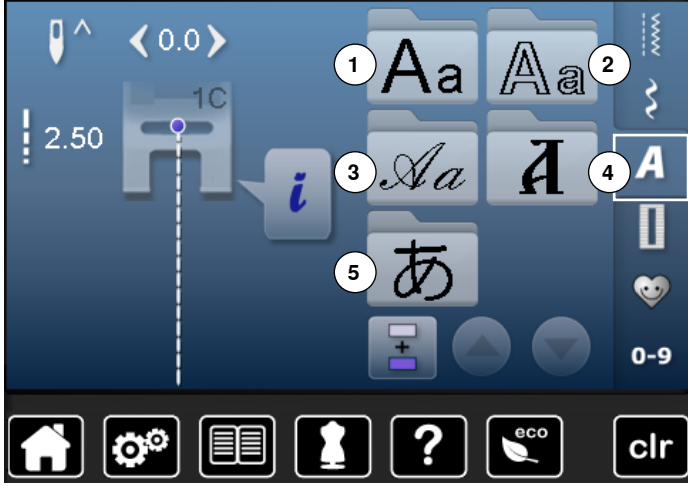 ^ 0.0
1C
2.50
i
1 Aa
2 Aa
3 Aa
4 A
5 あ
+
A
0-9
?
eco
clr